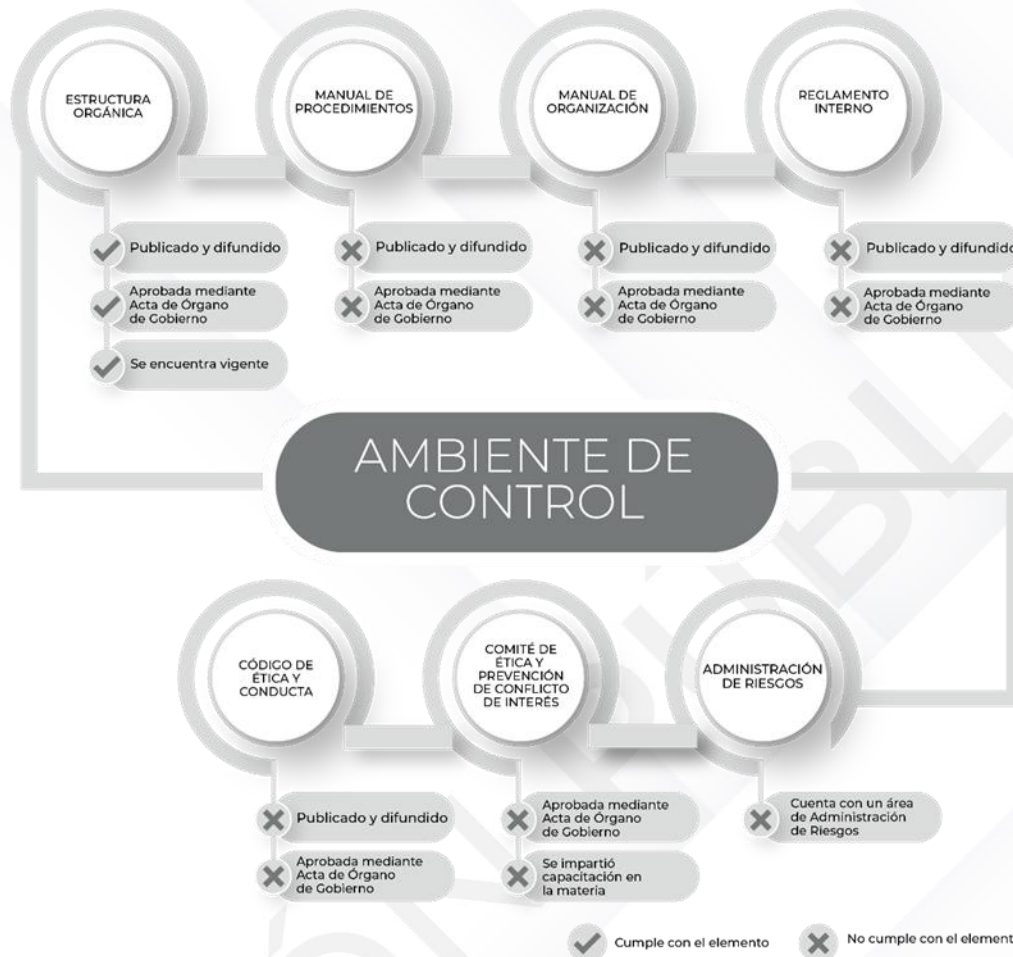 ESTRUCTURA
ORGÁNICA
MANUAL DE
PROCEDIMIENTOS
MANUAL DE
ORGANIZACIÓN
REGLAMENTO
INTERNO
Publicado y difundido
Aprobada mediante
Acta de Órgano
de Gobierno
Se encuentra vigente
Publicado y difundido
Aprobada mediante
Acta de Órgano
de Gobierno
Publicado y difundido
Aprobada mediante
Acta de Órgano
de Gobierno
Publicado y difundido
Aprobada mediante
Acta de Órgano
de Gobierno
AMBIENTE DE
CONTROL
CÓDIGO DE
ÉTICA Y
CONDUCTA
COMITÉ DE
ÉTICA Y
PREVENCIÓN
DE CONFLICTO
DE INTERÉS
ADMINISTRACIÓN
DE RIESGOS
Publicado y difundido
Aprobada mediante
Acta de Órgano
de Gobierno
Aprobada mediante
Acta de Órgano
de Gobierno
Se impartió
capacitación en
la materia
Cuenta con un área
de Administración
de Riesgos
Cumple con el elemento
No cumple con el element